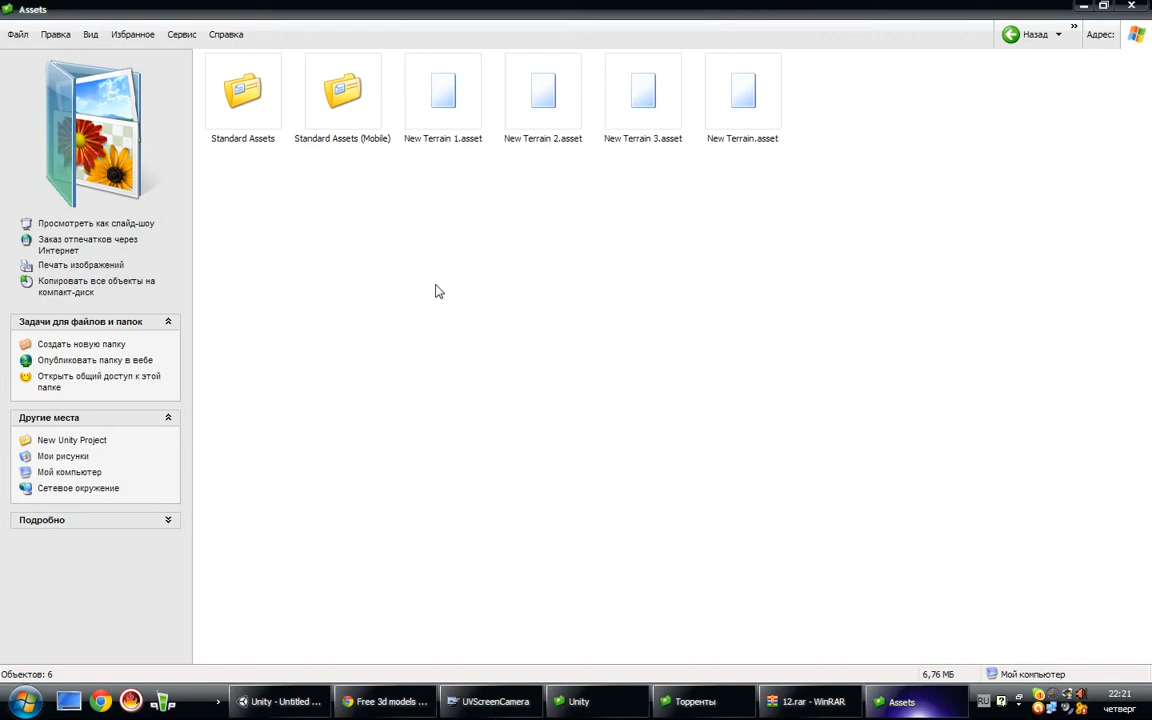 Assets
Файл Правка Вид Избранное Сервис Справка Назад Адрес:
Standard Assets Standard Assets (Mobile) New Terrain 1.asset New Terrain 2.asset New Terrain 3.asset New Terrain.asset
Просмотреть как слайд-шоу
Заказ отпечатков через
Интернет
Печать изображений
Копировать все объекты на
компакт-диск
Задачи для файлов и папок
Создать новую папку
Опубликовать папку в вебе
Открыть общий доступ к этой
папке
Другие места
New Unity Project
Мои рисунки
Мой компьютер
Сетевое окружение
Подробно
Объектов: 6 6,76 МБ Мой компьютер
Unity - Untitled ... Free 3d models ... UVScreenCamera Unity Торренты 12.rar - WinRAR Assets RU 22:21
четверг